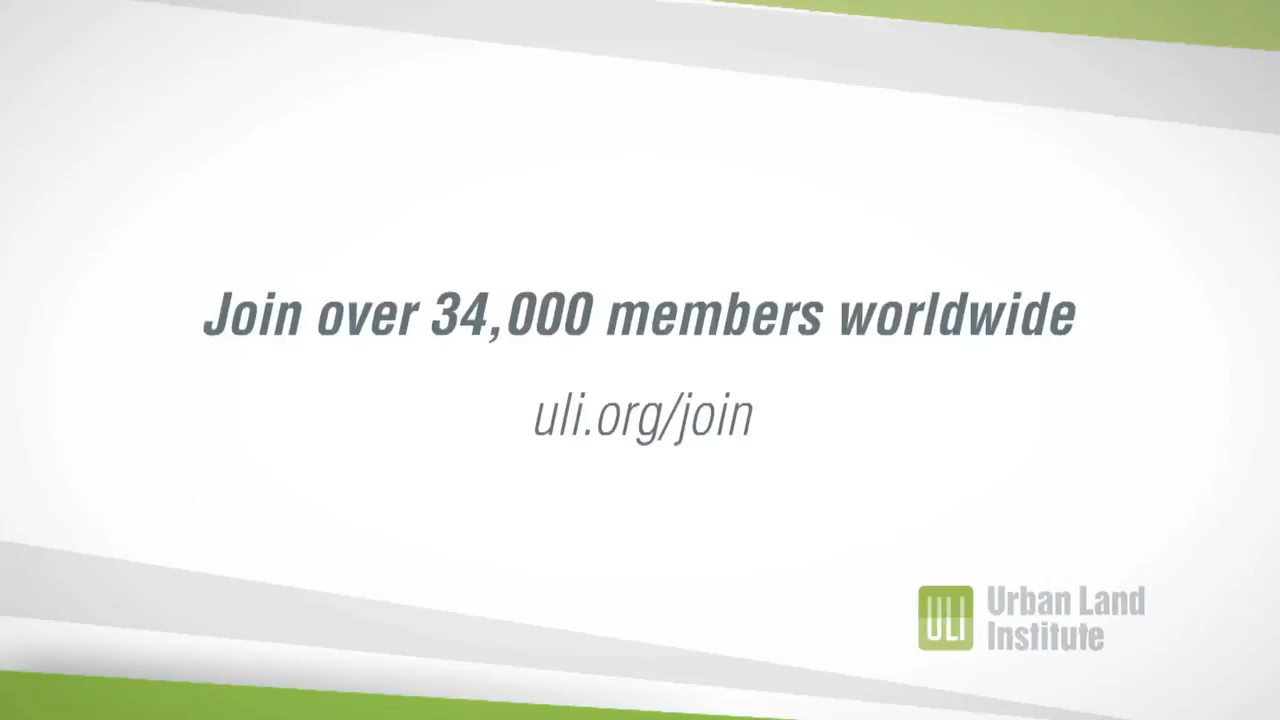 Join over 34,000 members worldwide
uli.org/join
ULI
Urban Land
Institute